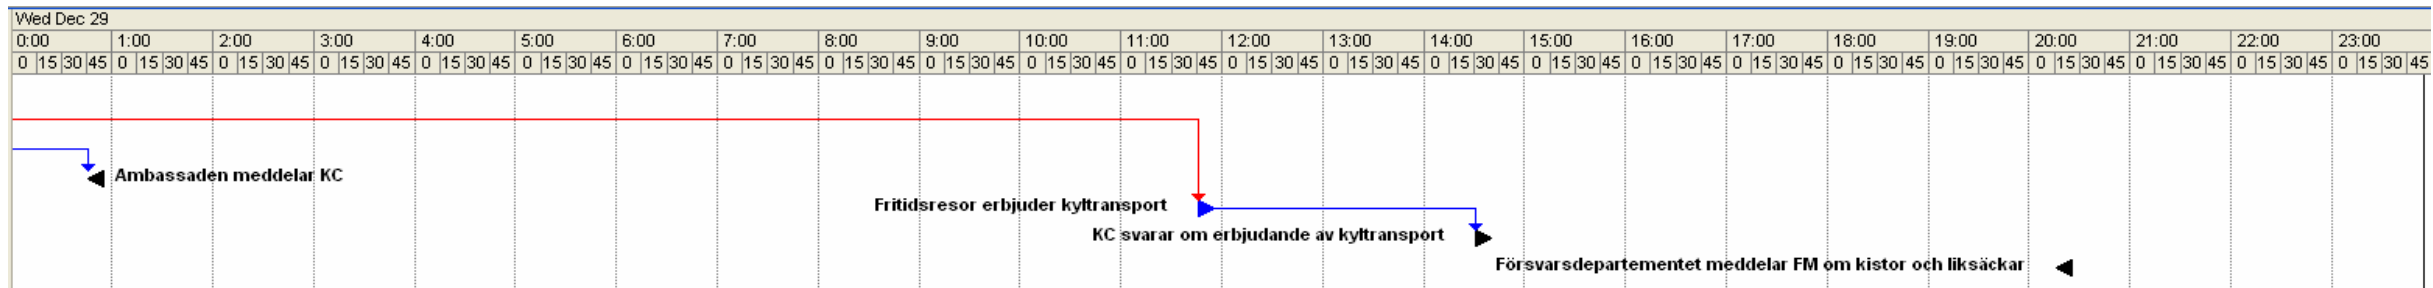 Wed Dec 29
0:00 1:00 2:00 3:00 4:00 5:00 6:00 7:00 8:00 9:00 10:00 11:00 12:00 13:00 14:00 15:00 16:00 17:00 18:00 19:00 20:00 21:00 22:00 23:00
0 15 30 45 0 15 30 45 0 15 30 45 0 15 30 45 0 15 30 45 0 15 30 45 0 15 30 45 0 15 30 45 0 15 30 45 0 15 30 45 0 15 30 45 0 15 30 45 0 15 30 45 0 15 30 45 0 15 30 45 0 15 30 45 0 15 30 45 0 15 30 45 0 15 30 45 0 15 30 45 0 15 30 45 0 15 30 45 0 15 30 45 0 15 30 45
Ambassaden meddelar KC
Fritidsresor erbjuder kyltransport
KC svarar om erbjudande av kyltransport
Försvarsdepartementet meddelar FM om kistor och liksäckar